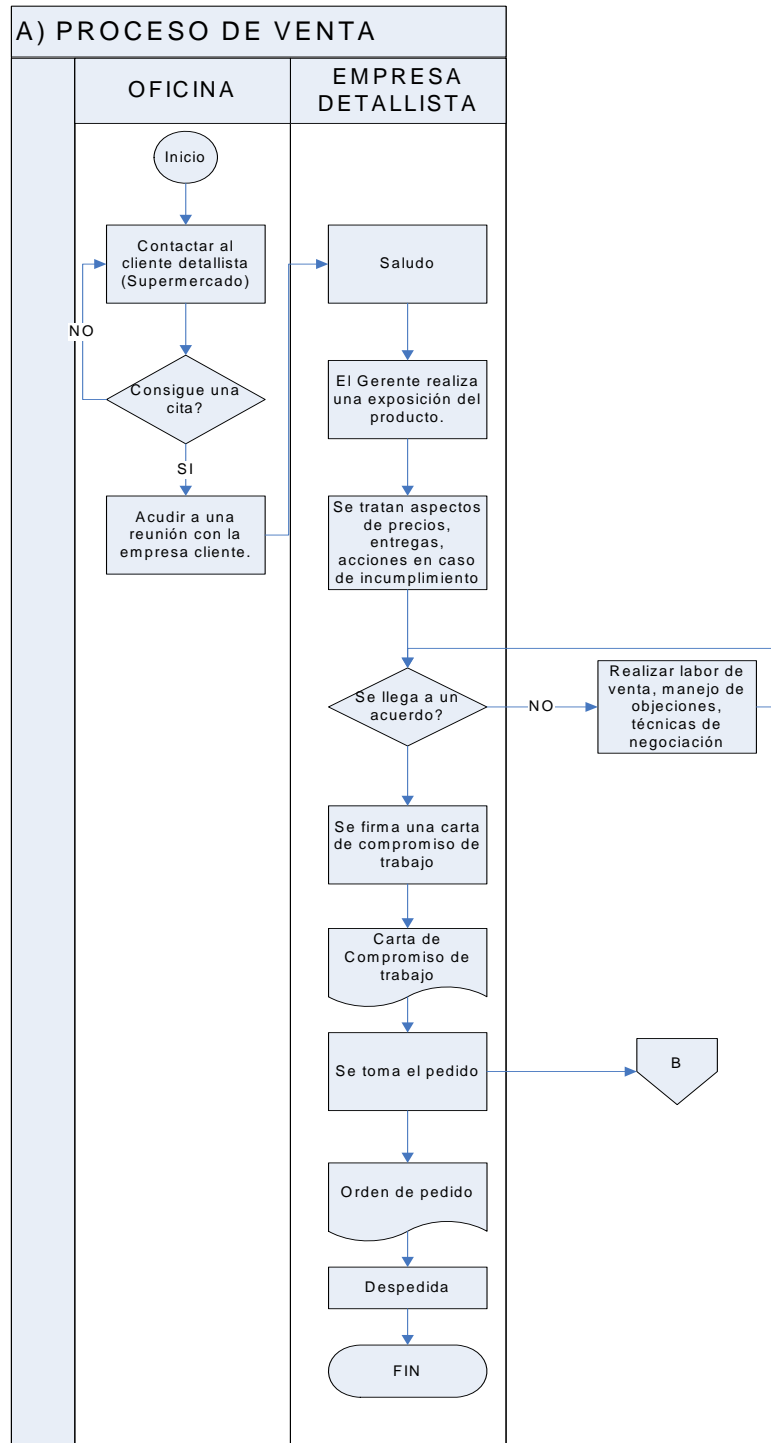 A) PROCESO DE VENTA
OFICINA
EMPRESA
DETALLISTA
Inicio
Contactar al
cliente detallista
(Supermercado)
NO
Consigue una
cita?
SI
Acudir a una
reunión con la
empresa cliente.
Saludo
El Gerente realiza
una exposición del
producto.
Se tratan aspectos
de precios,
entregas,
acciones en caso
de incumplimiento
Se llega a un
acuerdo?
NO
Realizar labor de
venta, manejo de
objeciones,
técnicas de
negociación
Se firma una carta
de compromiso de
trabajo
Carta de
Compromiso de
trabajo
Se toma el pedido
B
Orden de pedido
Despedida
FIN